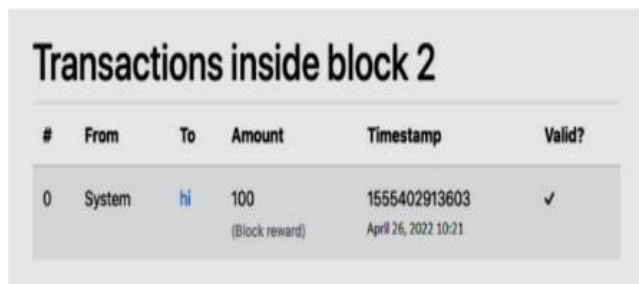 Transactions inside block 2
# From To Amount Timestamp Valid?
0 System hi 100 1555402913603 ✓
(Block reward) April 26, 2022 10:21